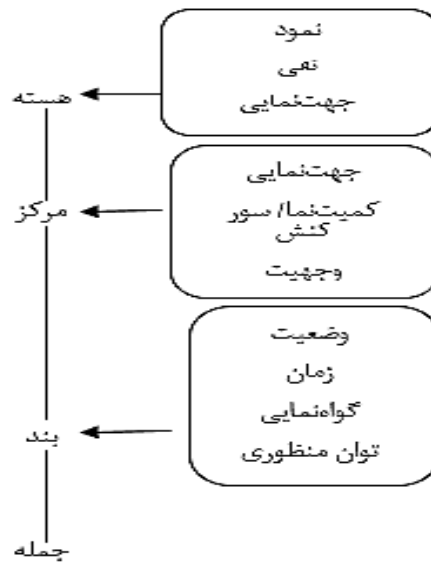 نمود
نفی
جهت‌نمایی
هسته
جهت‌نمایی
کمیت‌نما/ سور
کنش
وجهیت
مرکز
وضعیت
زمان
گواه‌نمایی
توان منظوری
بند
جمله